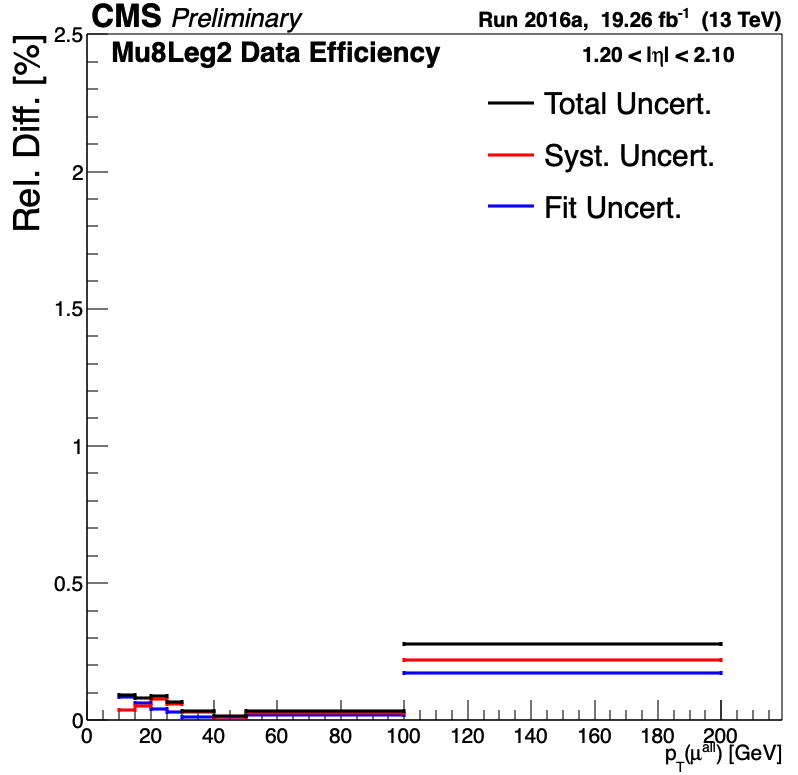 CMS Preliminary
Run 2016a, 19.26 fb⁻¹ (13 TeV)
Mu8Leg2 Data Efficiency
1.20 < |η| < 2.10
Total Uncert.
Syst. Uncert.
Fit Uncert.
Rel. Diff. [%]
2.5
2
1.5
1
0.5
0
0 20 40 60 80 100 120 140 160 180 200
p_T(μ^all) [GeV]